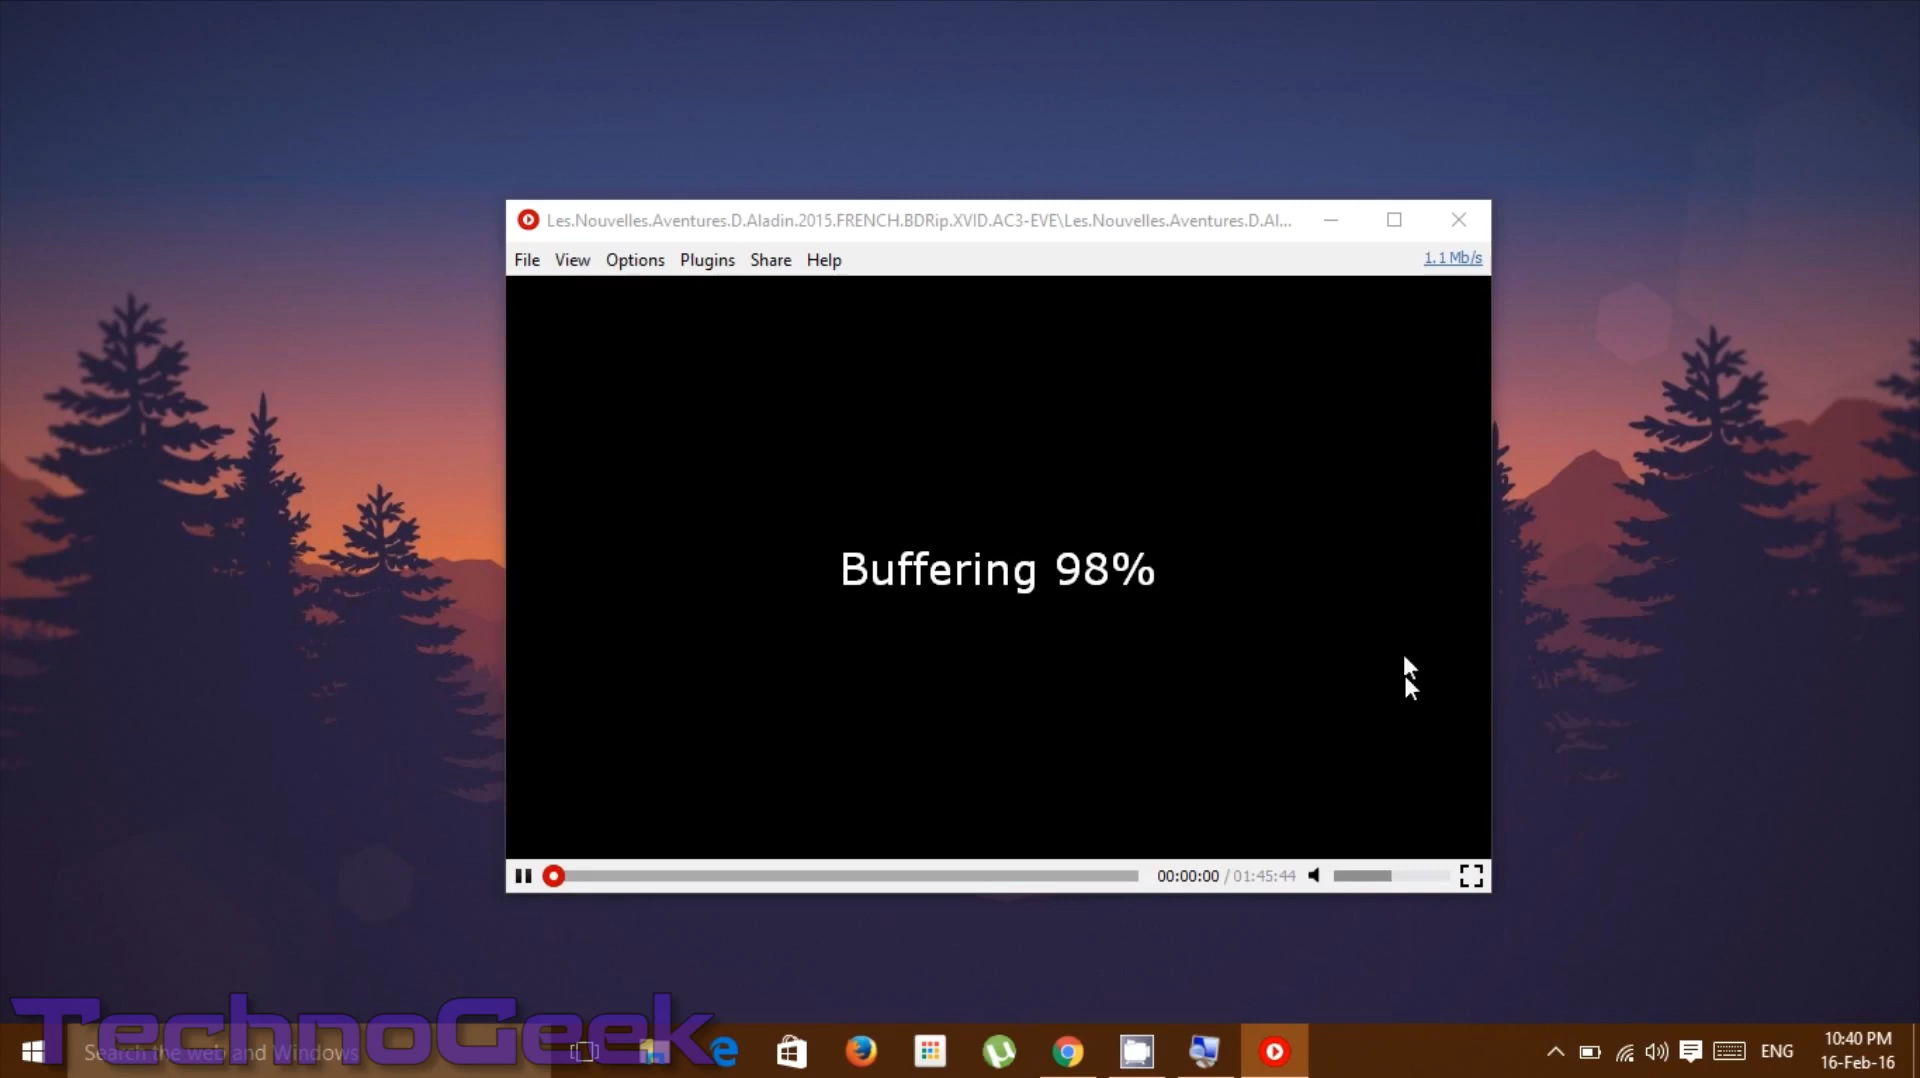 Les.Nouvelles.Aventures.D.Aladin.2015.FRENCH.BDRip.XVID.AC3-EVE\Les.Nouvelles.Aventures.D.Al...
File View Options Plugins Share Help 1.1 Mb/s
Buffering 98%
00:00:00 / 01:45:44
TechnoGeek
Search the web and Windows
ENG
10:40 PM
16-Feb-16